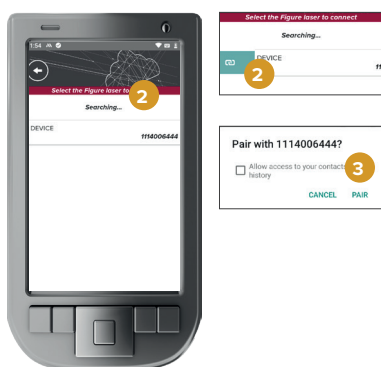 1:54
Select the Figure laser to
2
Searching...
DEVICE
1114006444
Select the Figure laser to connect
Searching...
DEVICE
2
11
Pair with 1114006444?
Allow access to your contacts
history
3
CANCEL PAIR